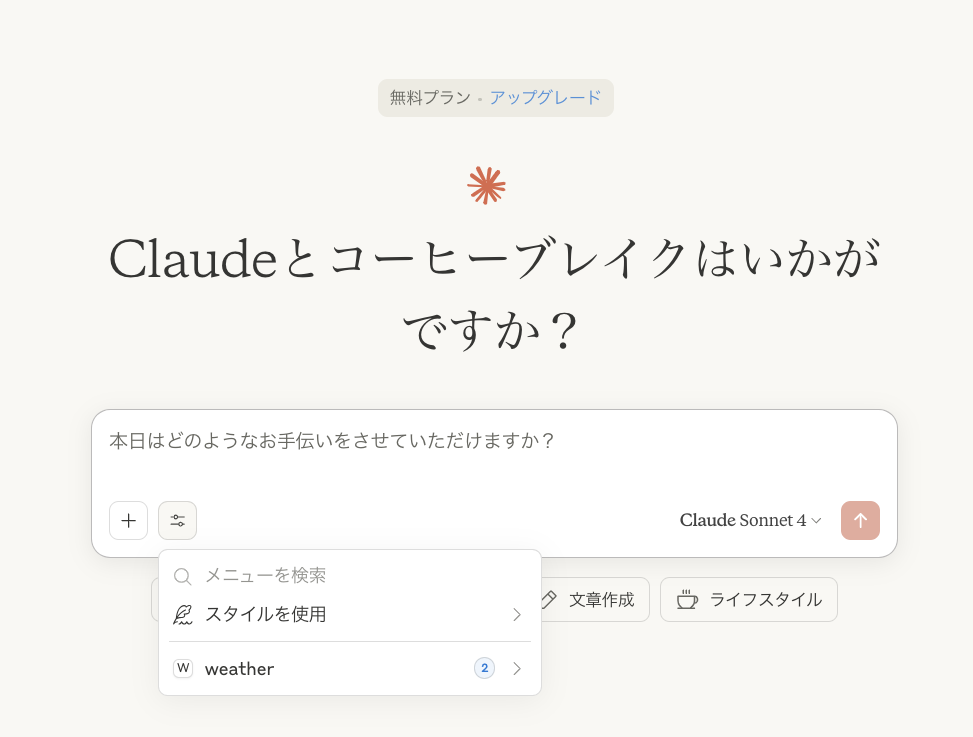 無料プラン - アップグレード
Claudeとコーヒーブレイクはいかが
ですか？
本日はどのようなお手伝いをさせていただけますか？
Claude Sonnet 4
メニューを検索
スタイルを使用
文章作成
ライフスタイル
W weather 2